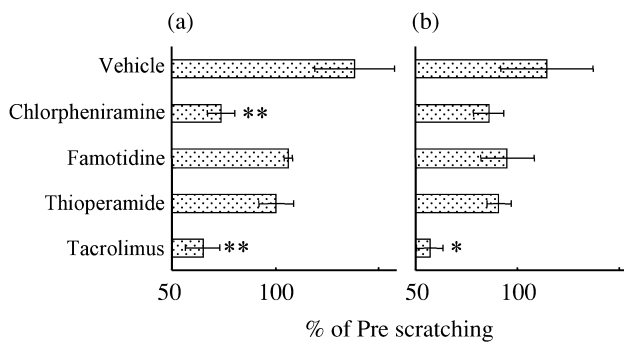 (a) (b)
Vehicle
Chlorpheniramine **
Famotidine
Thioperamide
Tacrolimus ** *
50 100 50 100
% of Pre scratching